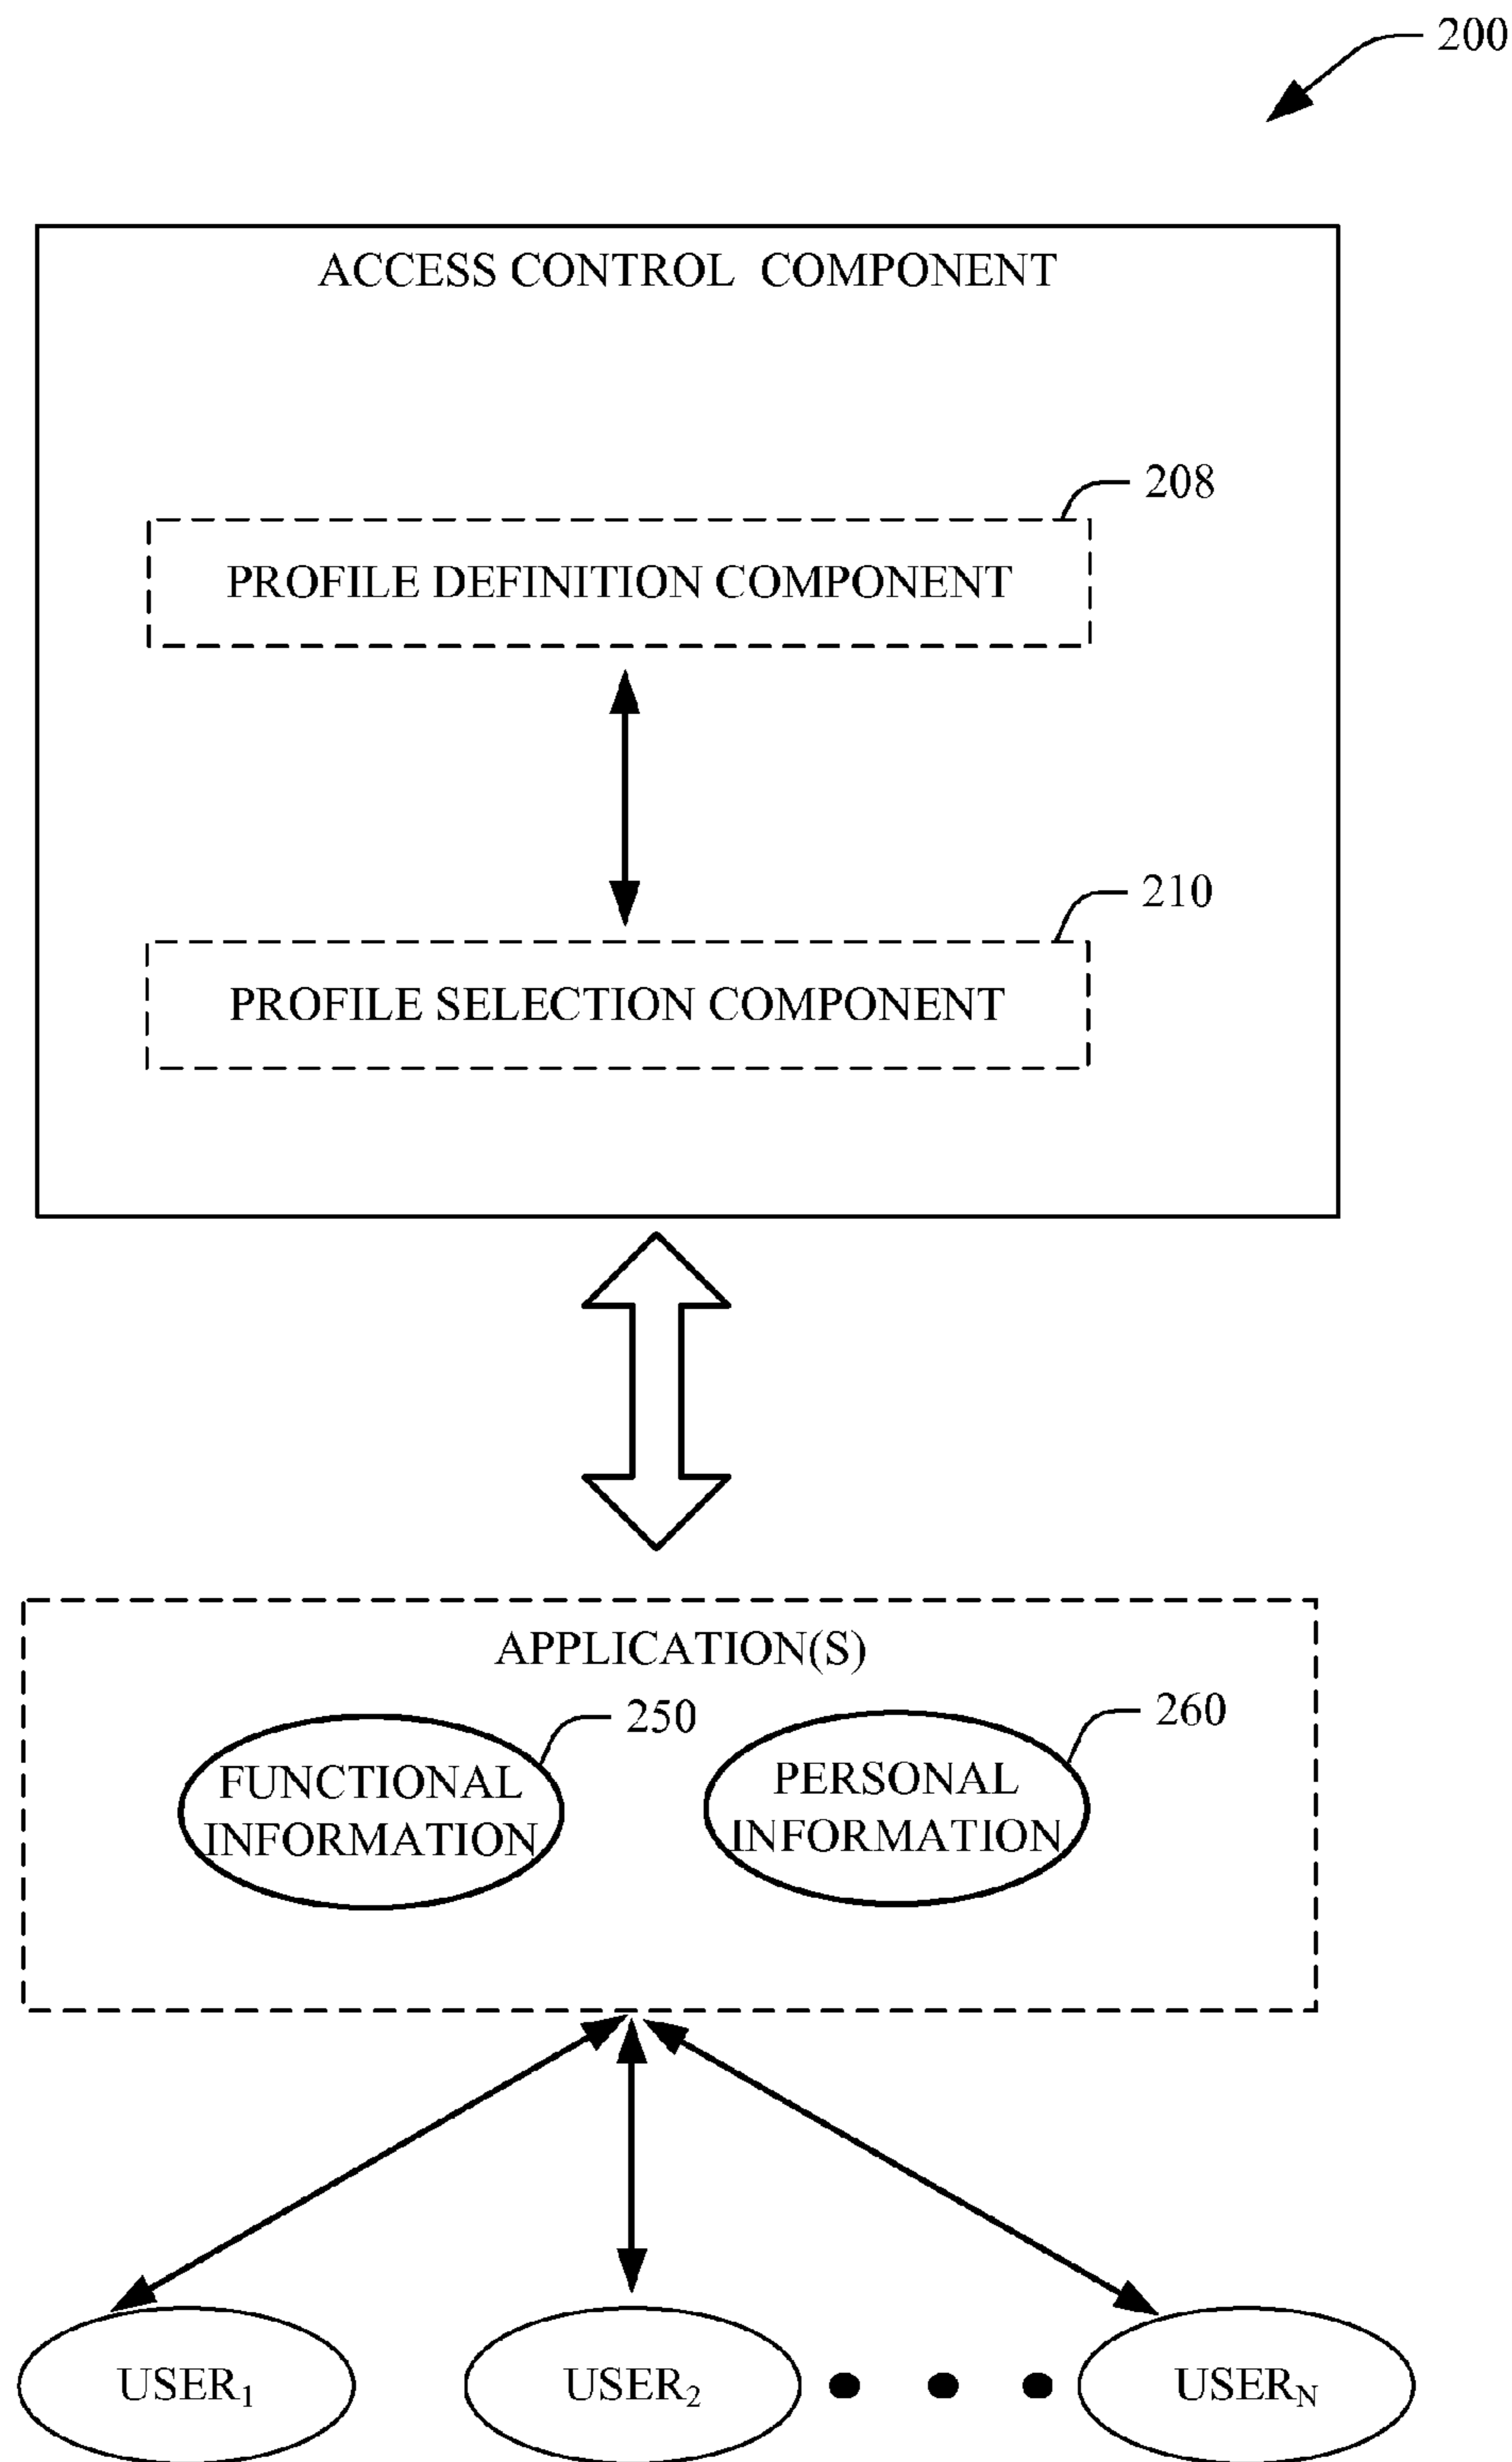 200
ACCESS CONTROL COMPONENT
208
PROFILE DEFINITION COMPONENT
210
PROFILE SELECTION COMPONENT
APPLICATION(S)
250
260
FUNCTIONAL
INFORMATION
PERSONAL
INFORMATION
USER₁
USER₂
USER_N